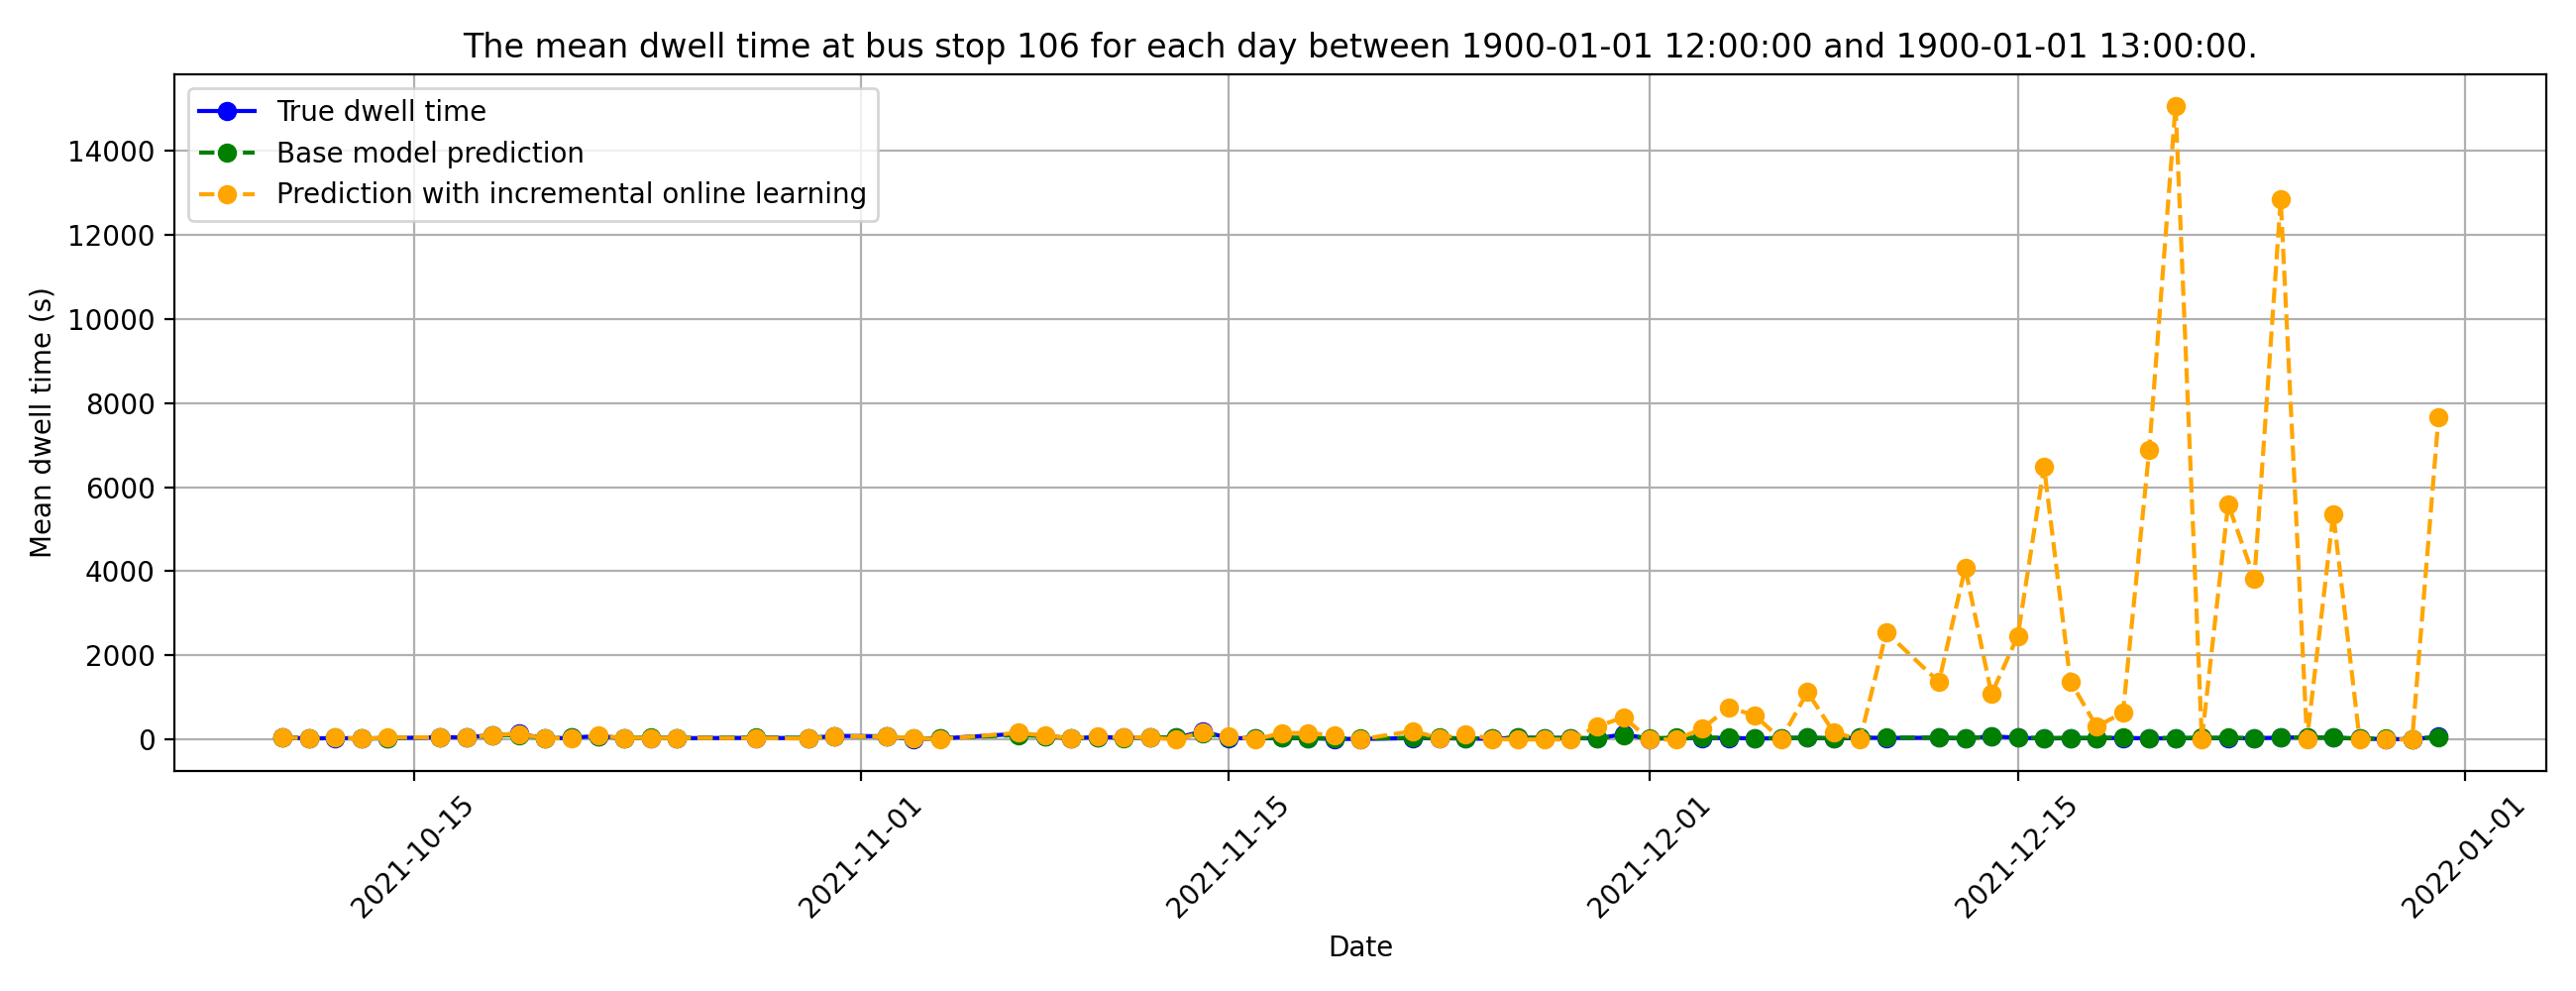 The mean dwell time at bus stop 106 for each day between 1900-01-01 12:00:00 and 1900-01-01 13:00:00.
True dwell time
Base model prediction
Prediction with incremental online learning
Mean dwell time (s)
14000
12000
10000
8000
6000
4000
2000
0
2021-10-15
2021-11-01
2021-11-15
2021-12-01
2021-12-15
2022-01-01
Date